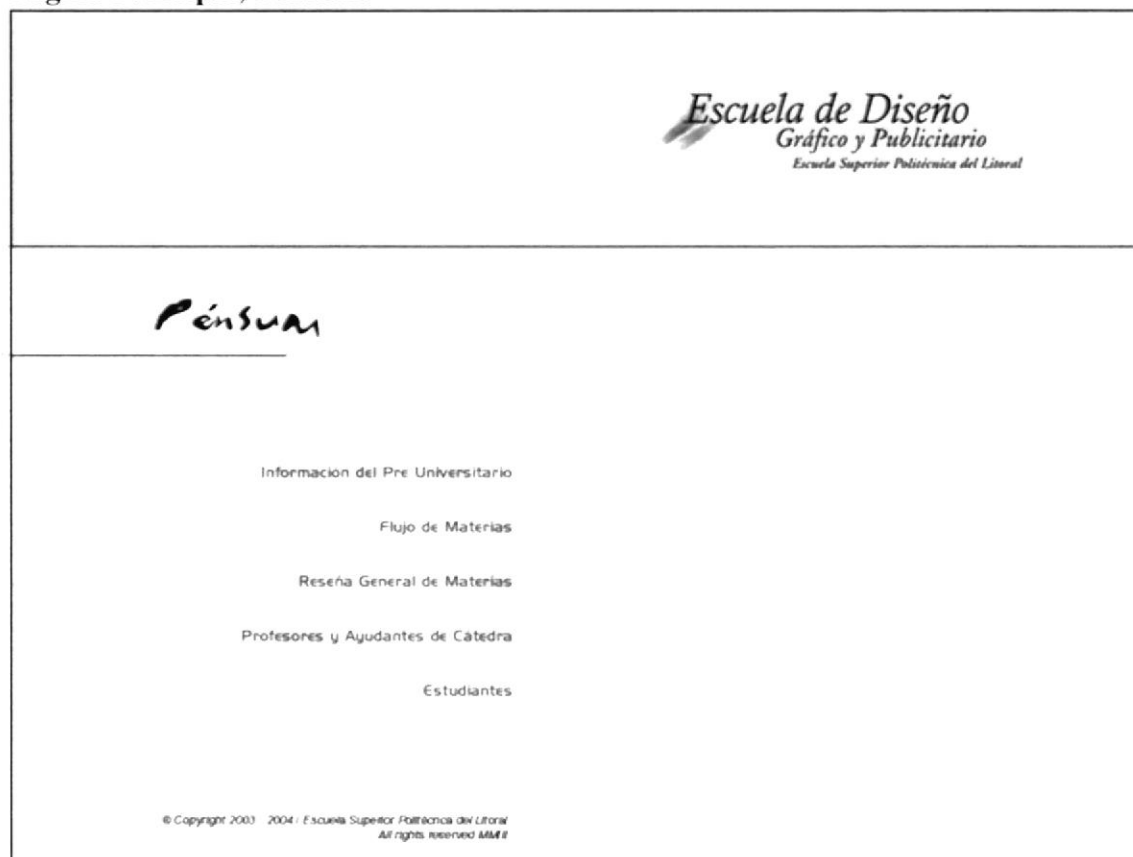 Escuela de Diseño
Gráfico y Publicitario
Escuela Superior Politécnica del Litoral
Pénsum
Información del Pre Universitario
Flujo de Materias
Reseña General de Materias
Profesores y Ayudantes de Cátedra
Estudiantes
© Copyright 2003 - 2004 / Escuela Superior Politécnica del Litoral
All rights reserved